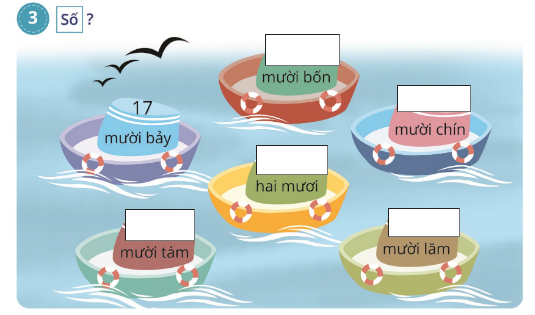 3 Số ?
mười bốn
17
mười bảy
mười chín
hai mươi
mười tám
mười lăm